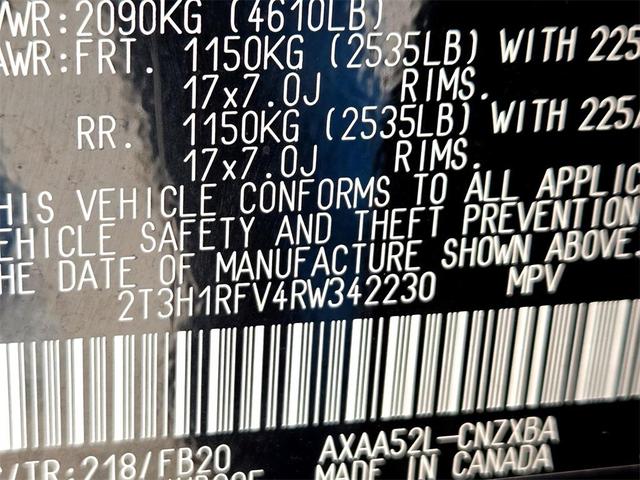 VWR:2090KG (4610LB)
AWR:FRT. 1150KG (2535LB) WITH 225
17x7.0J RIMS.
RR. 1150KG (2535LB) WITH 225/
17x7.0J RIMS.
HIS VEHICLE CONFORMS TO ALL APPLIC
EHICLE SAFETY AND THEFT PREVENTION
HE DATE OF MANUFACTURE SHOWN ABOVE.
2T3H1RFV4RW342230 MPV
AXAA52L-CNZXBA
/TR:218/FB20
MADE IN CANADA